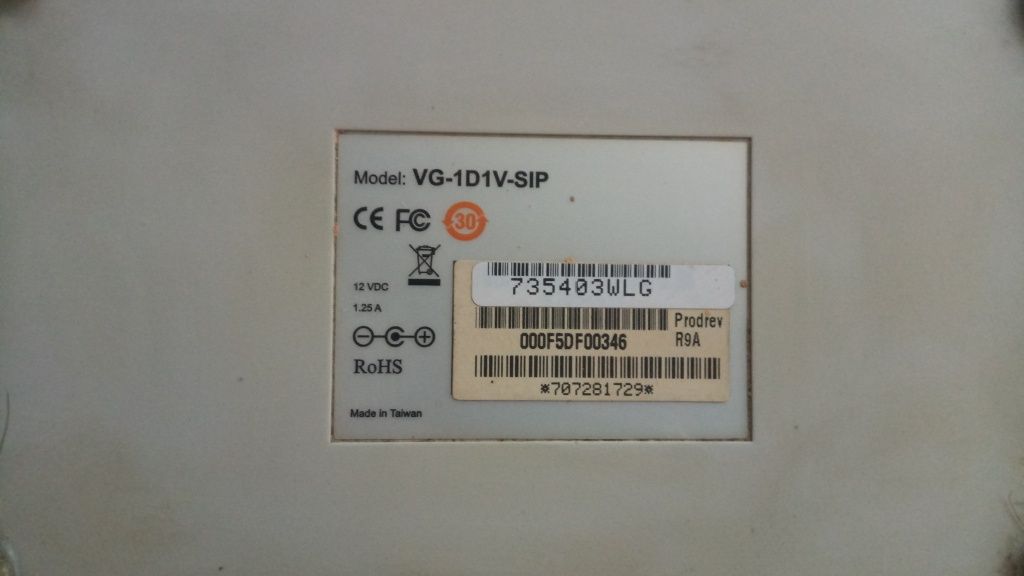 Model: VG-1D1V-SIP
CE FC 30
12 VDC
1.25 A
RoHS
Made in Taiwan
735403WLG
000F5DF00346
Prodrev
R9A
*707281729*